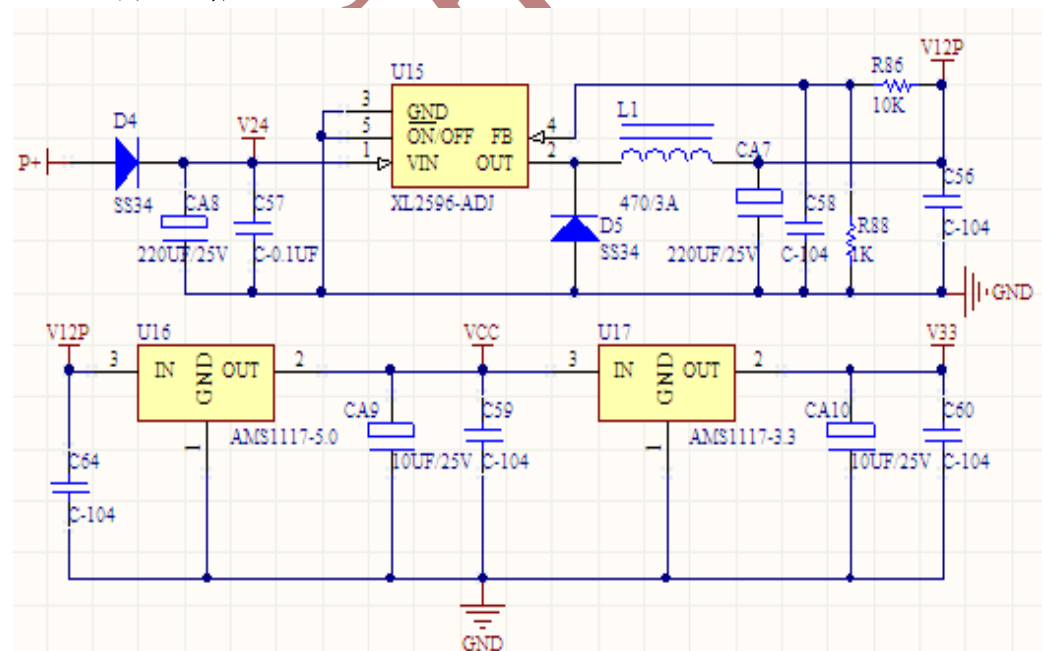 V12P
R86
10K
U15
3
GND
5
ON/OFF
FB
4
1
VIN
OUT
2
XL2596-ADJ
D4
P+
SS34
V24
CA8
220UF/25V
C57
C-0.1UF
L1
470/3A
D5
SS34
CA7
220UF/25V
C58
C-104
R88
1K
C56
C-104
GND
V12P
U16
3
IN
GND
OUT
2
1
AMS1117-5.0
C64
C-104
CA9
10UF/25V
VCC
C59
C-104
U17
3
IN
GND
OUT
2
1
AMS1117-3.3
CA10
10UF/25V
V33
C60
C-104
GND